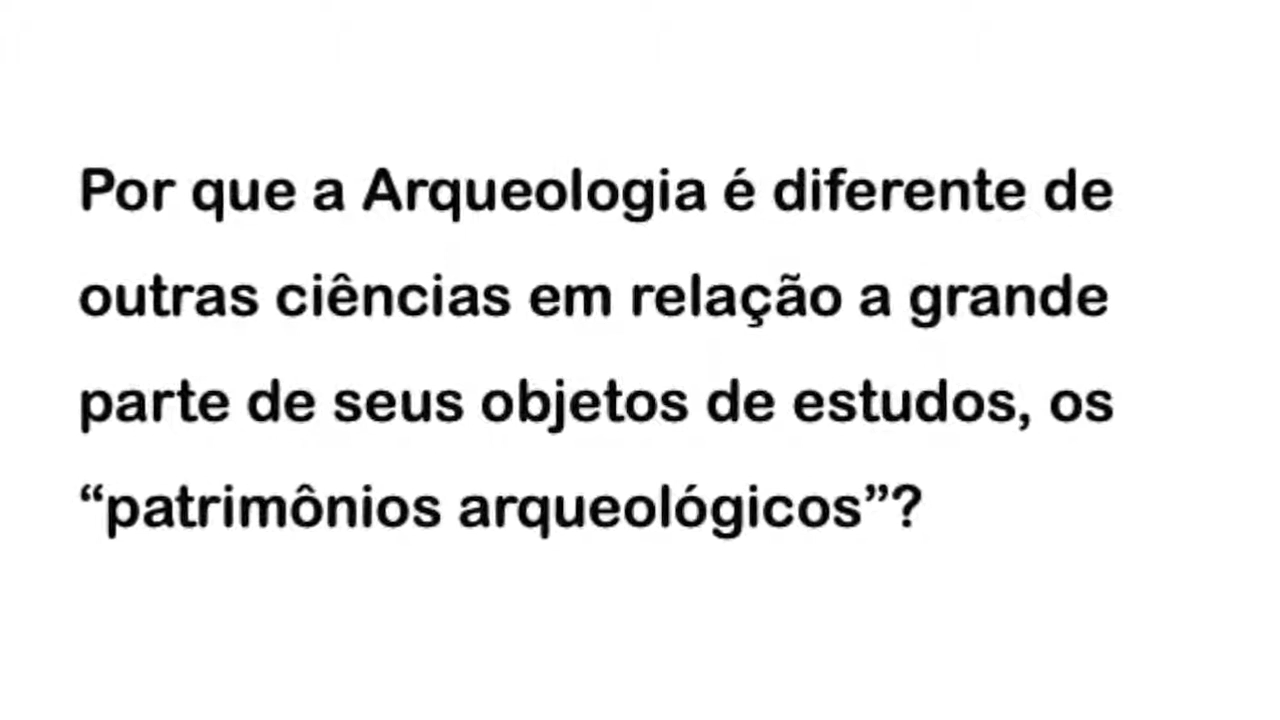 Por que a Arqueologia é diferente de
outras ciências em relação a grande
parte de seus objetos de estudos, os
“patrimônios arqueológicos”?